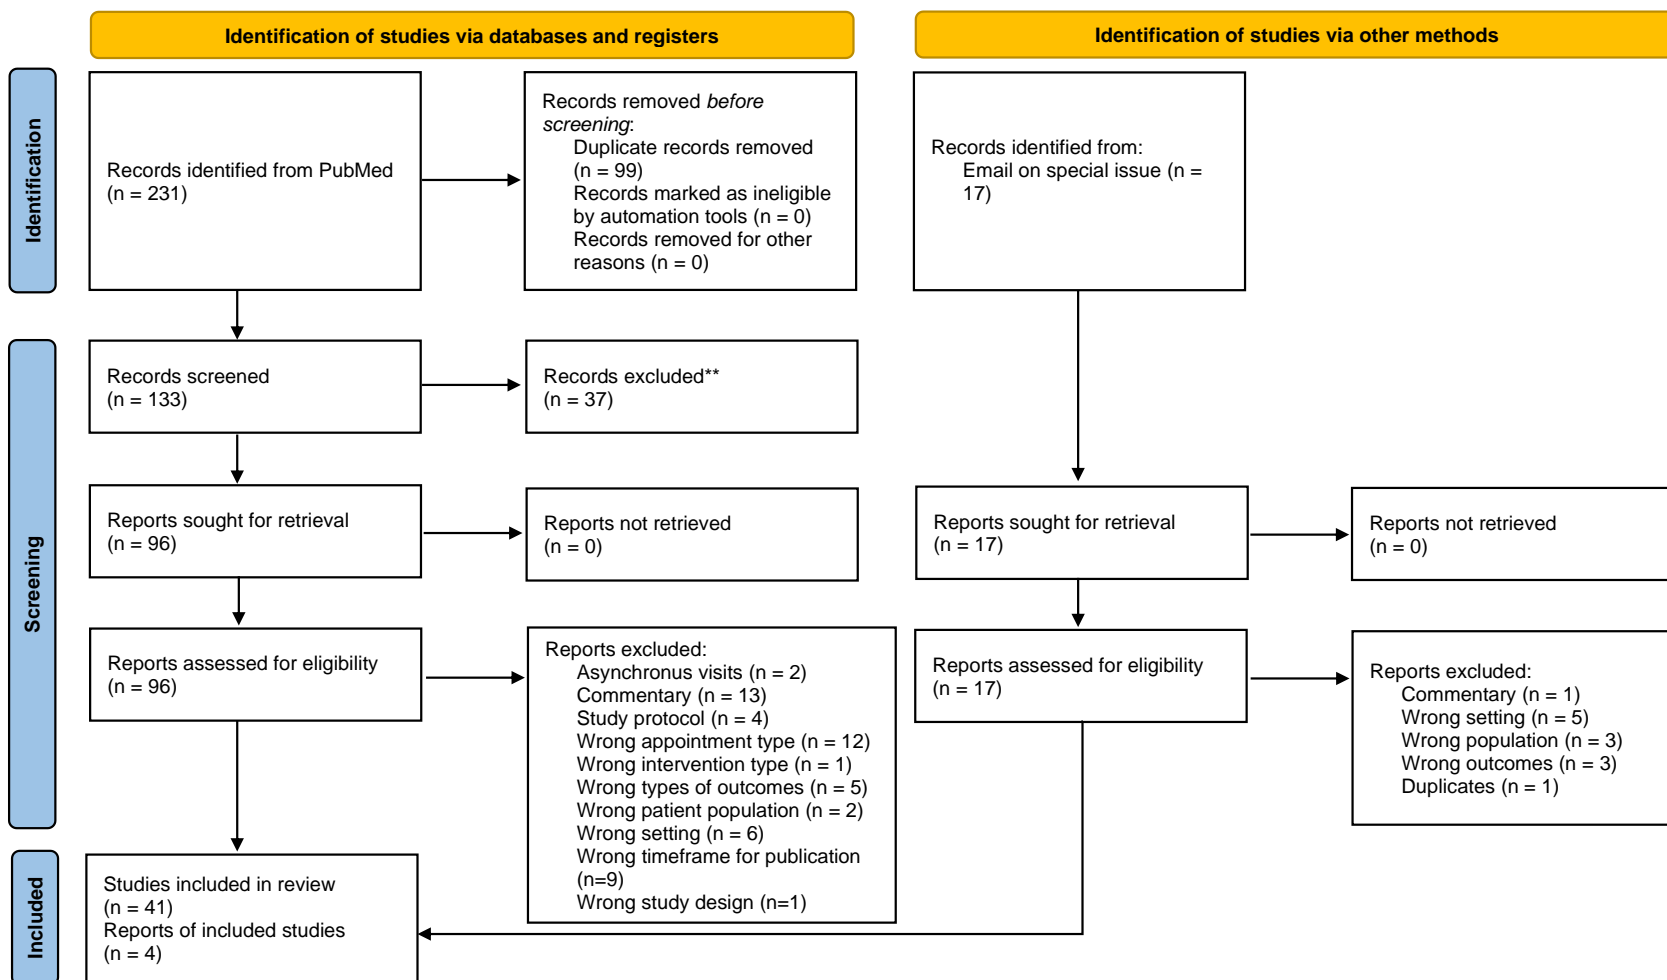 Identification of studies via databases and registers
Identification of studies via other methods
Identification
Records identified from PubMed
(n = 231)
Records removed before
screening:
Duplicate records removed
(n = 99)
Records marked as ineligible
by automation tools (n = 0)
Records removed for other
reasons (n = 0)
Records identified from:
Email on special issue (n =
17)
Screening
Records screened
(n = 133)
Records excluded**
(n = 37)
Reports sought for retrieval
(n = 96)
Reports not retrieved
(n = 0)
Reports sought for retrieval
(n = 17)
Reports not retrieved
(n = 0)
Reports assessed for eligibility
(n = 96)
Reports excluded:
Asynchronus visits (n = 2)
Commentary (n = 13)
Study protocol (n = 4)
Wrong appointment type (n = 12)
Wrong intervention type (n = 1)
Wrong types of outcomes (n = 5)
Wrong patient population (n = 2)
Wrong setting (n = 6)
Wrong timeframe for publication
(n=9)
Wrong study design (n=1)
Reports assessed for eligibility
(n = 17)
Reports excluded:
Commentary (n = 1)
Wrong setting (n = 5)
Wrong population (n = 3)
Wrong outcomes (n = 3)
Duplicates (n = 1)
Included
Studies included in review
(n = 41)
Reports of included studies
(n = 4)